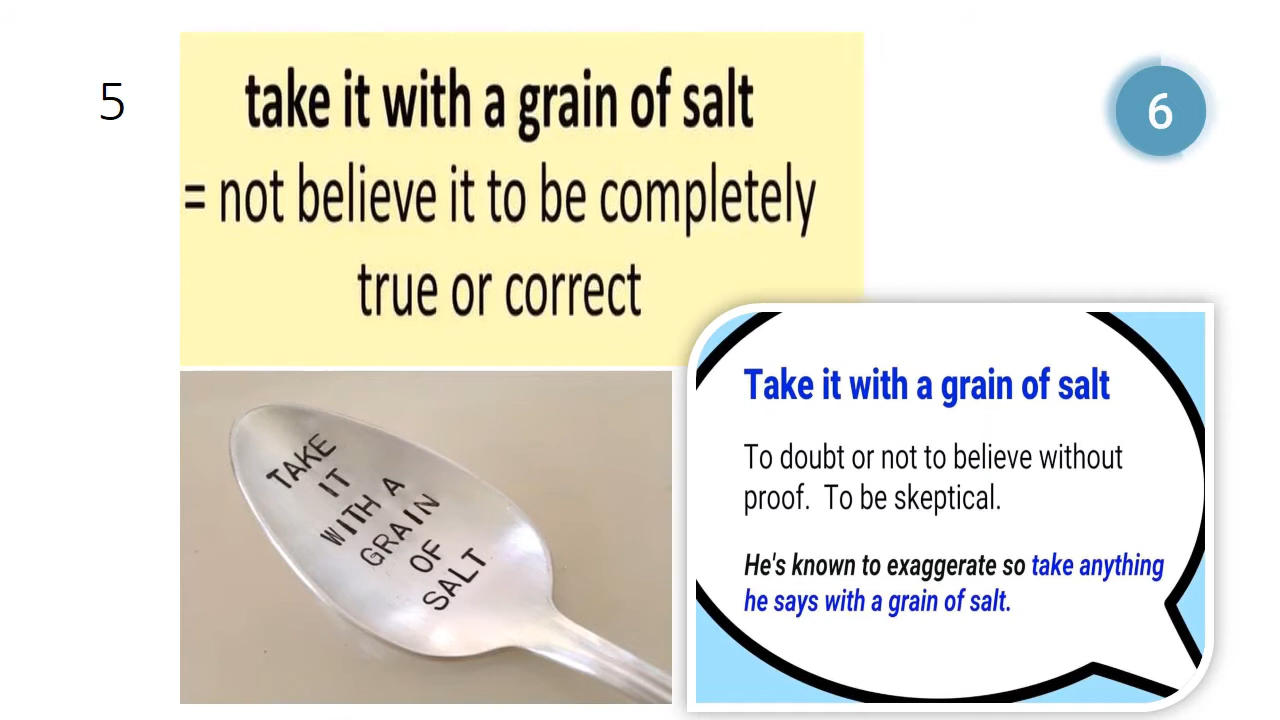 5
take it with a grain of salt
= not believe it to be completely
true or correct
6
TAKE
IT
WITH A
GRAIN
OF
SALT
Take it with a grain of salt
To doubt or not to believe without
proof. To be skeptical.
He's known to exaggerate so take anything
he says with a grain of salt.